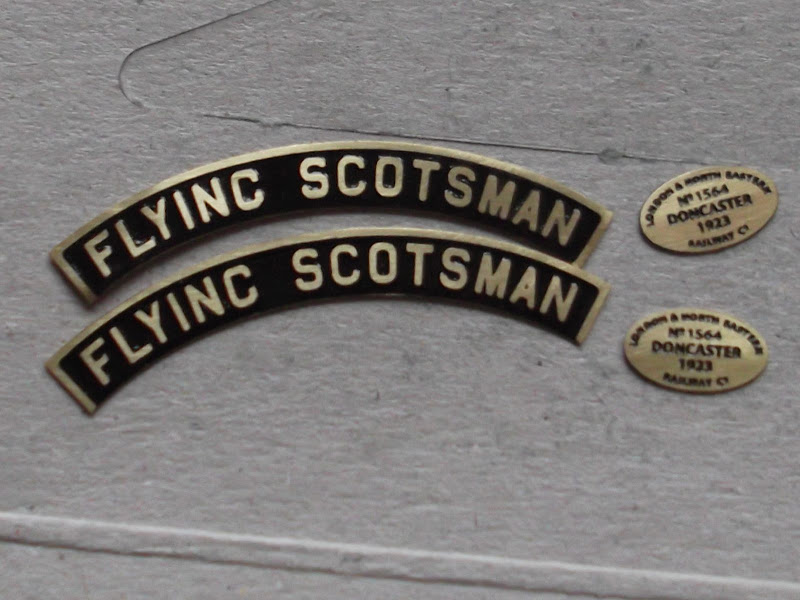 FLYING SCOTSMAN
FLYING SCOTSMAN
LONDON & NORTH EASTERN
Nº 1564
DONCASTER
1923
RAILWAY Cº
LONDON & NORTH EASTERN
Nº 1564
DONCASTER
1923
RAILWAY Cº